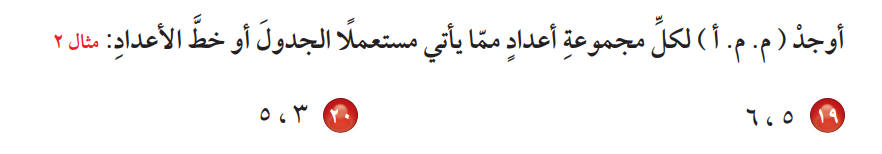 أوجدْ ( م. م. أ ) لكلِّ مجموعةِ أعدادٍ ممّا يأتي مستعملًا الجدولَ أو خطَّ الأعدادِ: مثال ٢
١٩ ٥ ، ٦ ٢٠ ٣ ، ٥